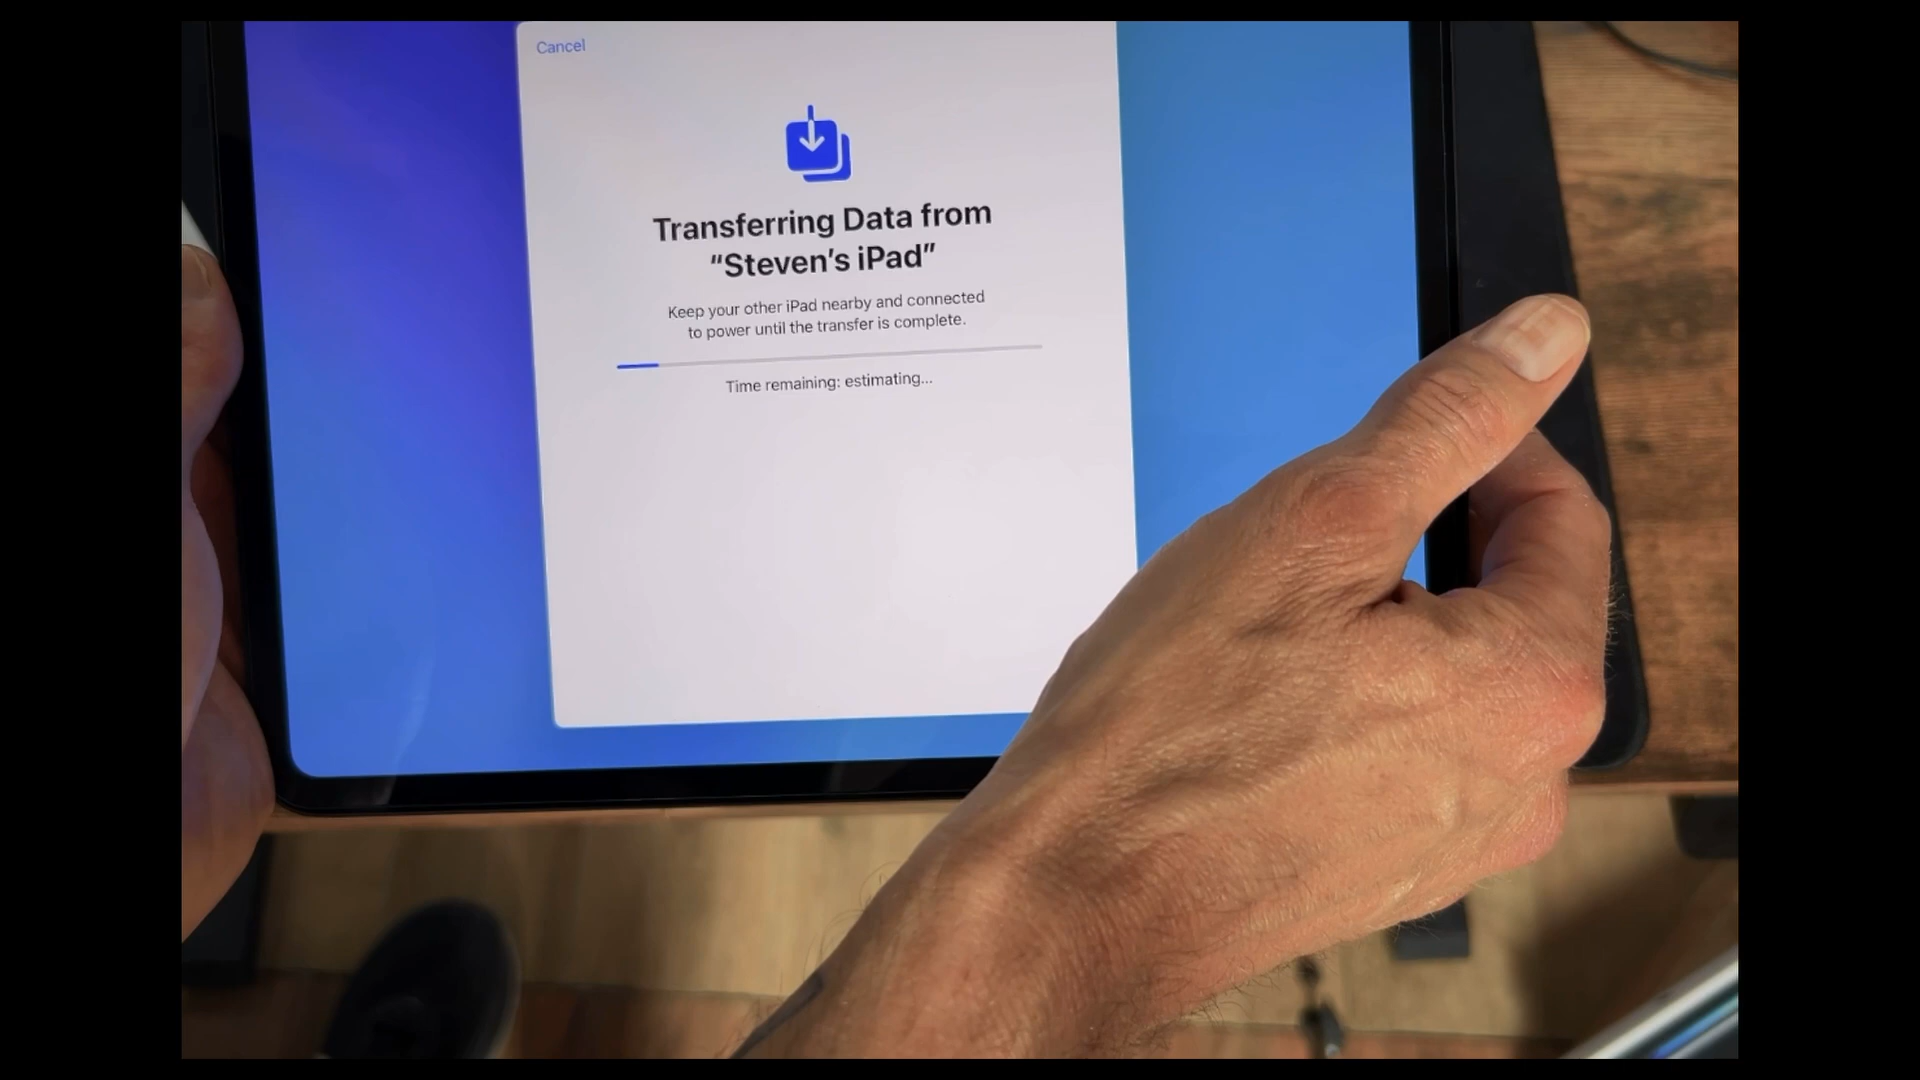 Cancel
Transferring Data from
“Steven’s iPad”
Keep your other iPad nearby and connected
to power until the transfer is complete.
Time remaining: estimating...